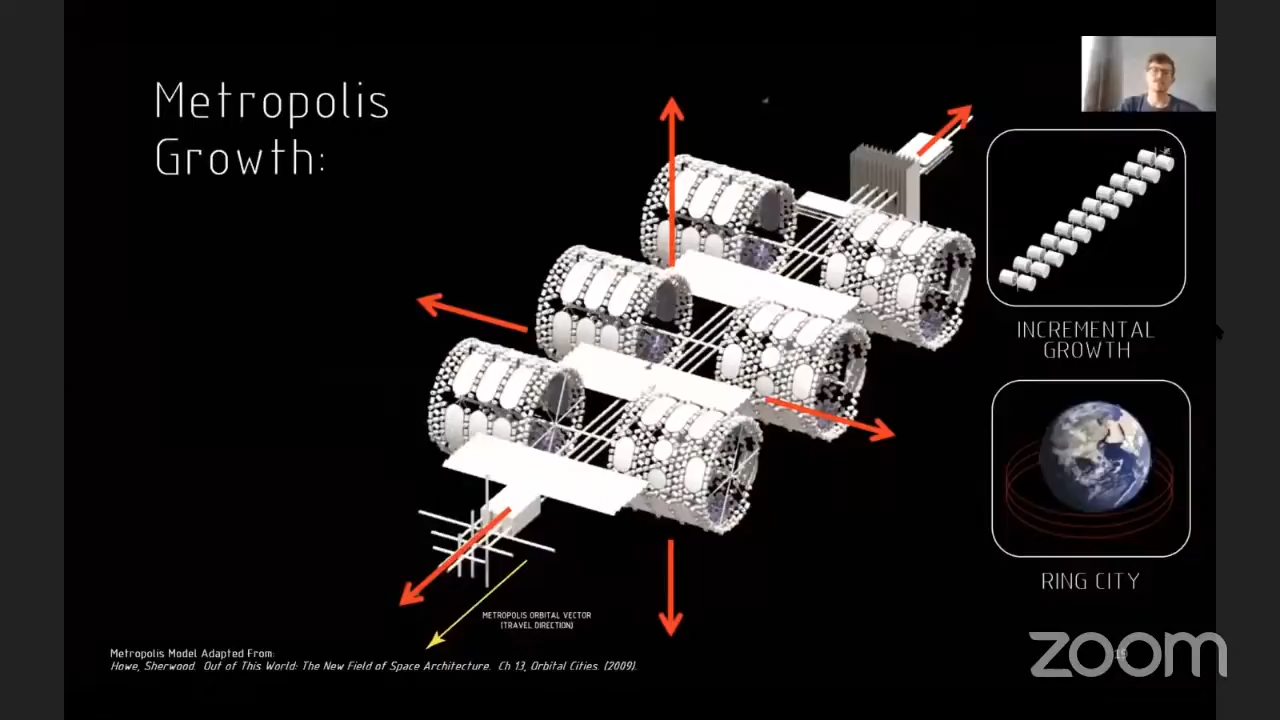 Metropolis
Growth:
INCREMENTAL
GROWTH
RING CITY
METROPOLIS ORBITAL VECTOR
(TRAVEL DIRECTION)
Metropolis Model Adapted From:
Howe, Sherwood. Out of This World: The New Field of Space Architecture. Ch 13, Orbital Cities. (2009).
zoom